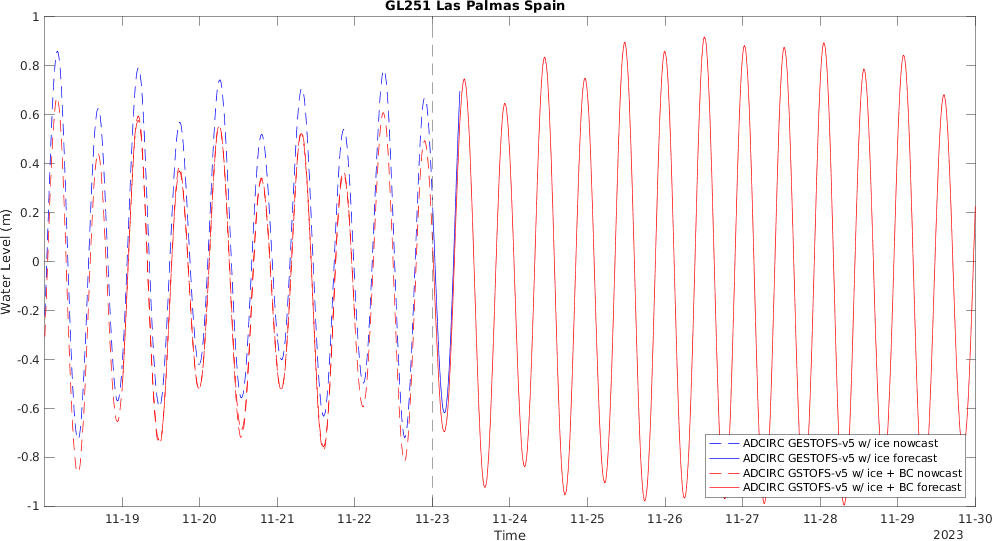 GL251 Las Palmas Spain
1
0.8
0.6
0.4
0.2
0
-0.2
-0.4
-0.6
-0.8
-1
Water Level (m)
ADCIRC GESTOFS-v5 w/ ice nowcast
ADCIRC GESTOFS-v5 w/ ice forecast
ADCIRC GSTOFS-v5 w/ ice + BC nowcast
ADCIRC GSTOFS-v5 w/ ice + BC forecast
11-19 11-20 11-21 11-22 11-23 11-24 11-25 11-26 11-27 11-28 11-29 11-30
Time
2023